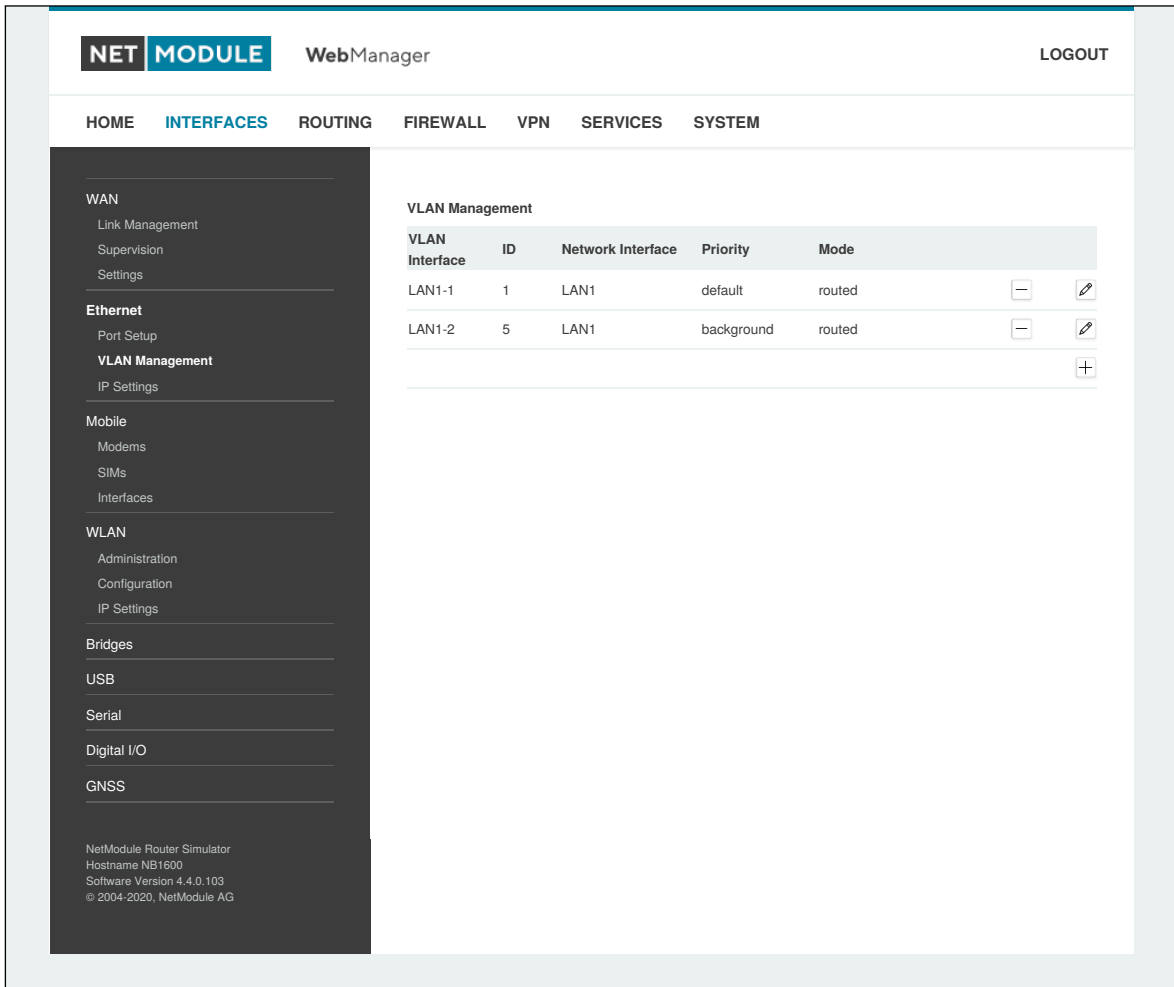 NET MODULE WebManager LOGOUT
HOME INTERFACES ROUTING FIREWALL VPN SERVICES SYSTEM
WAN
Link Management
Supervision
Settings
Ethernet
Port Setup
VLAN Management
IP Settings
Mobile
Modems
SIMs
Interfaces
WLAN
Administration
Configuration
IP Settings
Bridges
USB
Serial
Digital I/O
GNSS
NetModule Router Simulator
Hostname NB1600
Software Version 4.4.0.103
© 2004-2020, NetModule AG
VLAN Management
VLAN Interface ID Network Interface Priority Mode
LAN1-1 1 LAN1 default routed
LAN1-2 5 LAN1 background routed